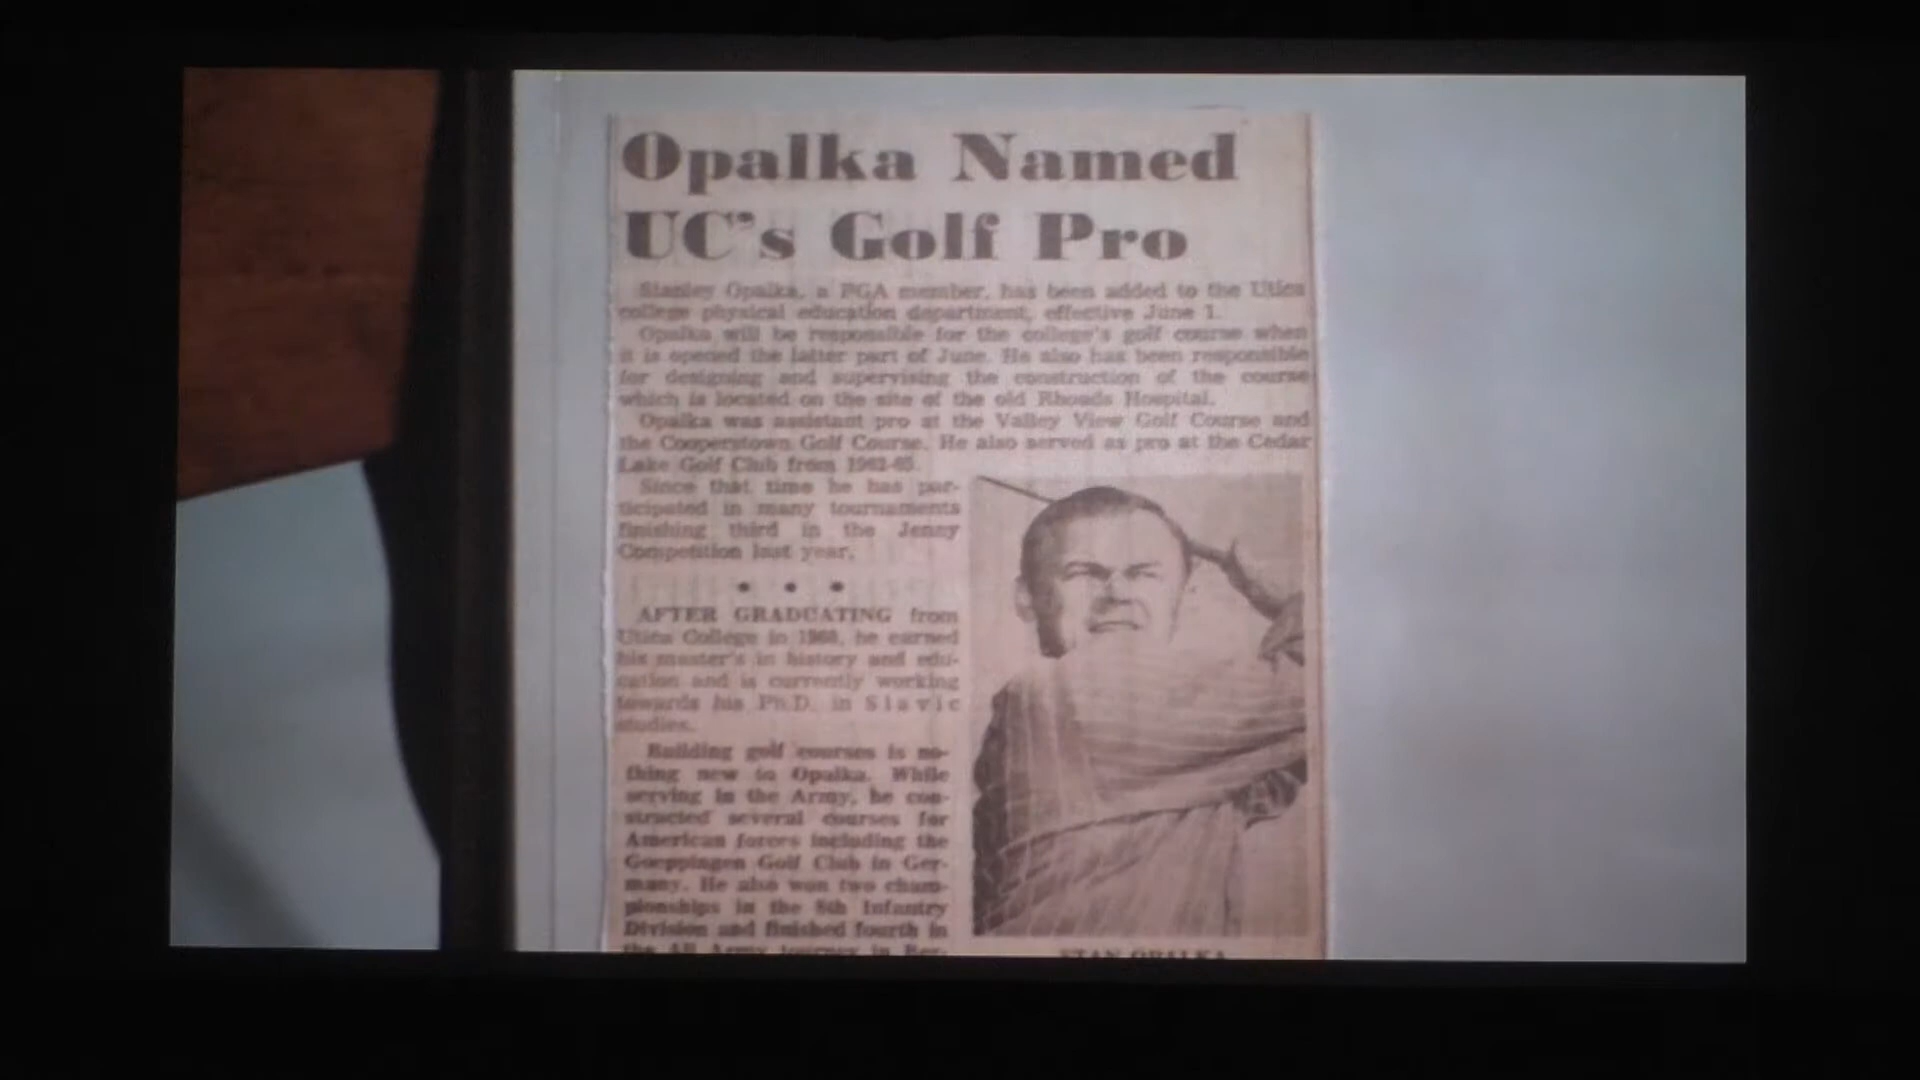 Opalka Named
UC's Golf Pro
Stanley Opalka, a PGA member, has been added to the Utica
college physical education department, effective June 1.
Opalka will be responsible for the college's golf course when
it is opened the latter part of June. He also has been responsible
for designing and supervising the construction of the course
which is located on the site of the old Rhoads Hospital.
Opalka was assistant pro at the Valley View Golf Course and
the Cooperstown Golf Course. He also served as pro at the Cedar
Lake Golf Club from 1962-65.
Since that time he has par-
ticipated in many tournaments
finishing third in the Jenny
Competition last year.
• • •
AFTER GRADUATING from
Utica College in he earned
his master's in history and edu-
cation and is currently working
towards his Ph.D. in Slavic
studies.
Building golf courses is no-
thing new to Opalka. While
serving in the Army, he con-
structed several courses for
American forces including the
Goeppingen Golf Club in Ger-
many. He also won two cham-
pionships in the 8th Infantry
Division and finished fourth in
the All Army tourney in Ber-
STAN OPALKA